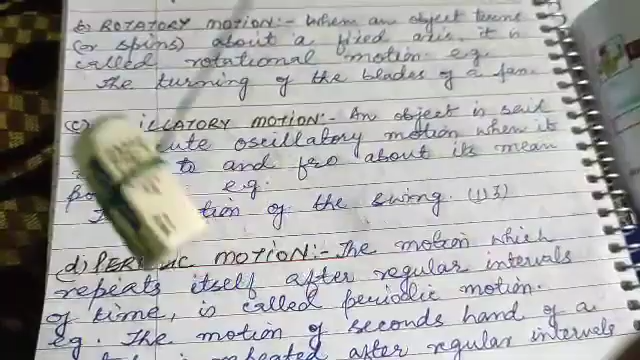 b) ROTATORY MOTION:- When an object turns
(or spins) about a fixed axis, it is
called rotational motion. e.g.
The turning of the blades of a fan.
(c) ILLATORY MOTION:- An object is said
ute oscillatory motion when it
to and fro about its mean
po e.g.
tion of the swing. (113)
(d) PERI IC MOTION:- The motion which
repeats itself after regular intervals
of time, is called periodic motion.
eg. The motion of seconds hand of a
after regular intervals